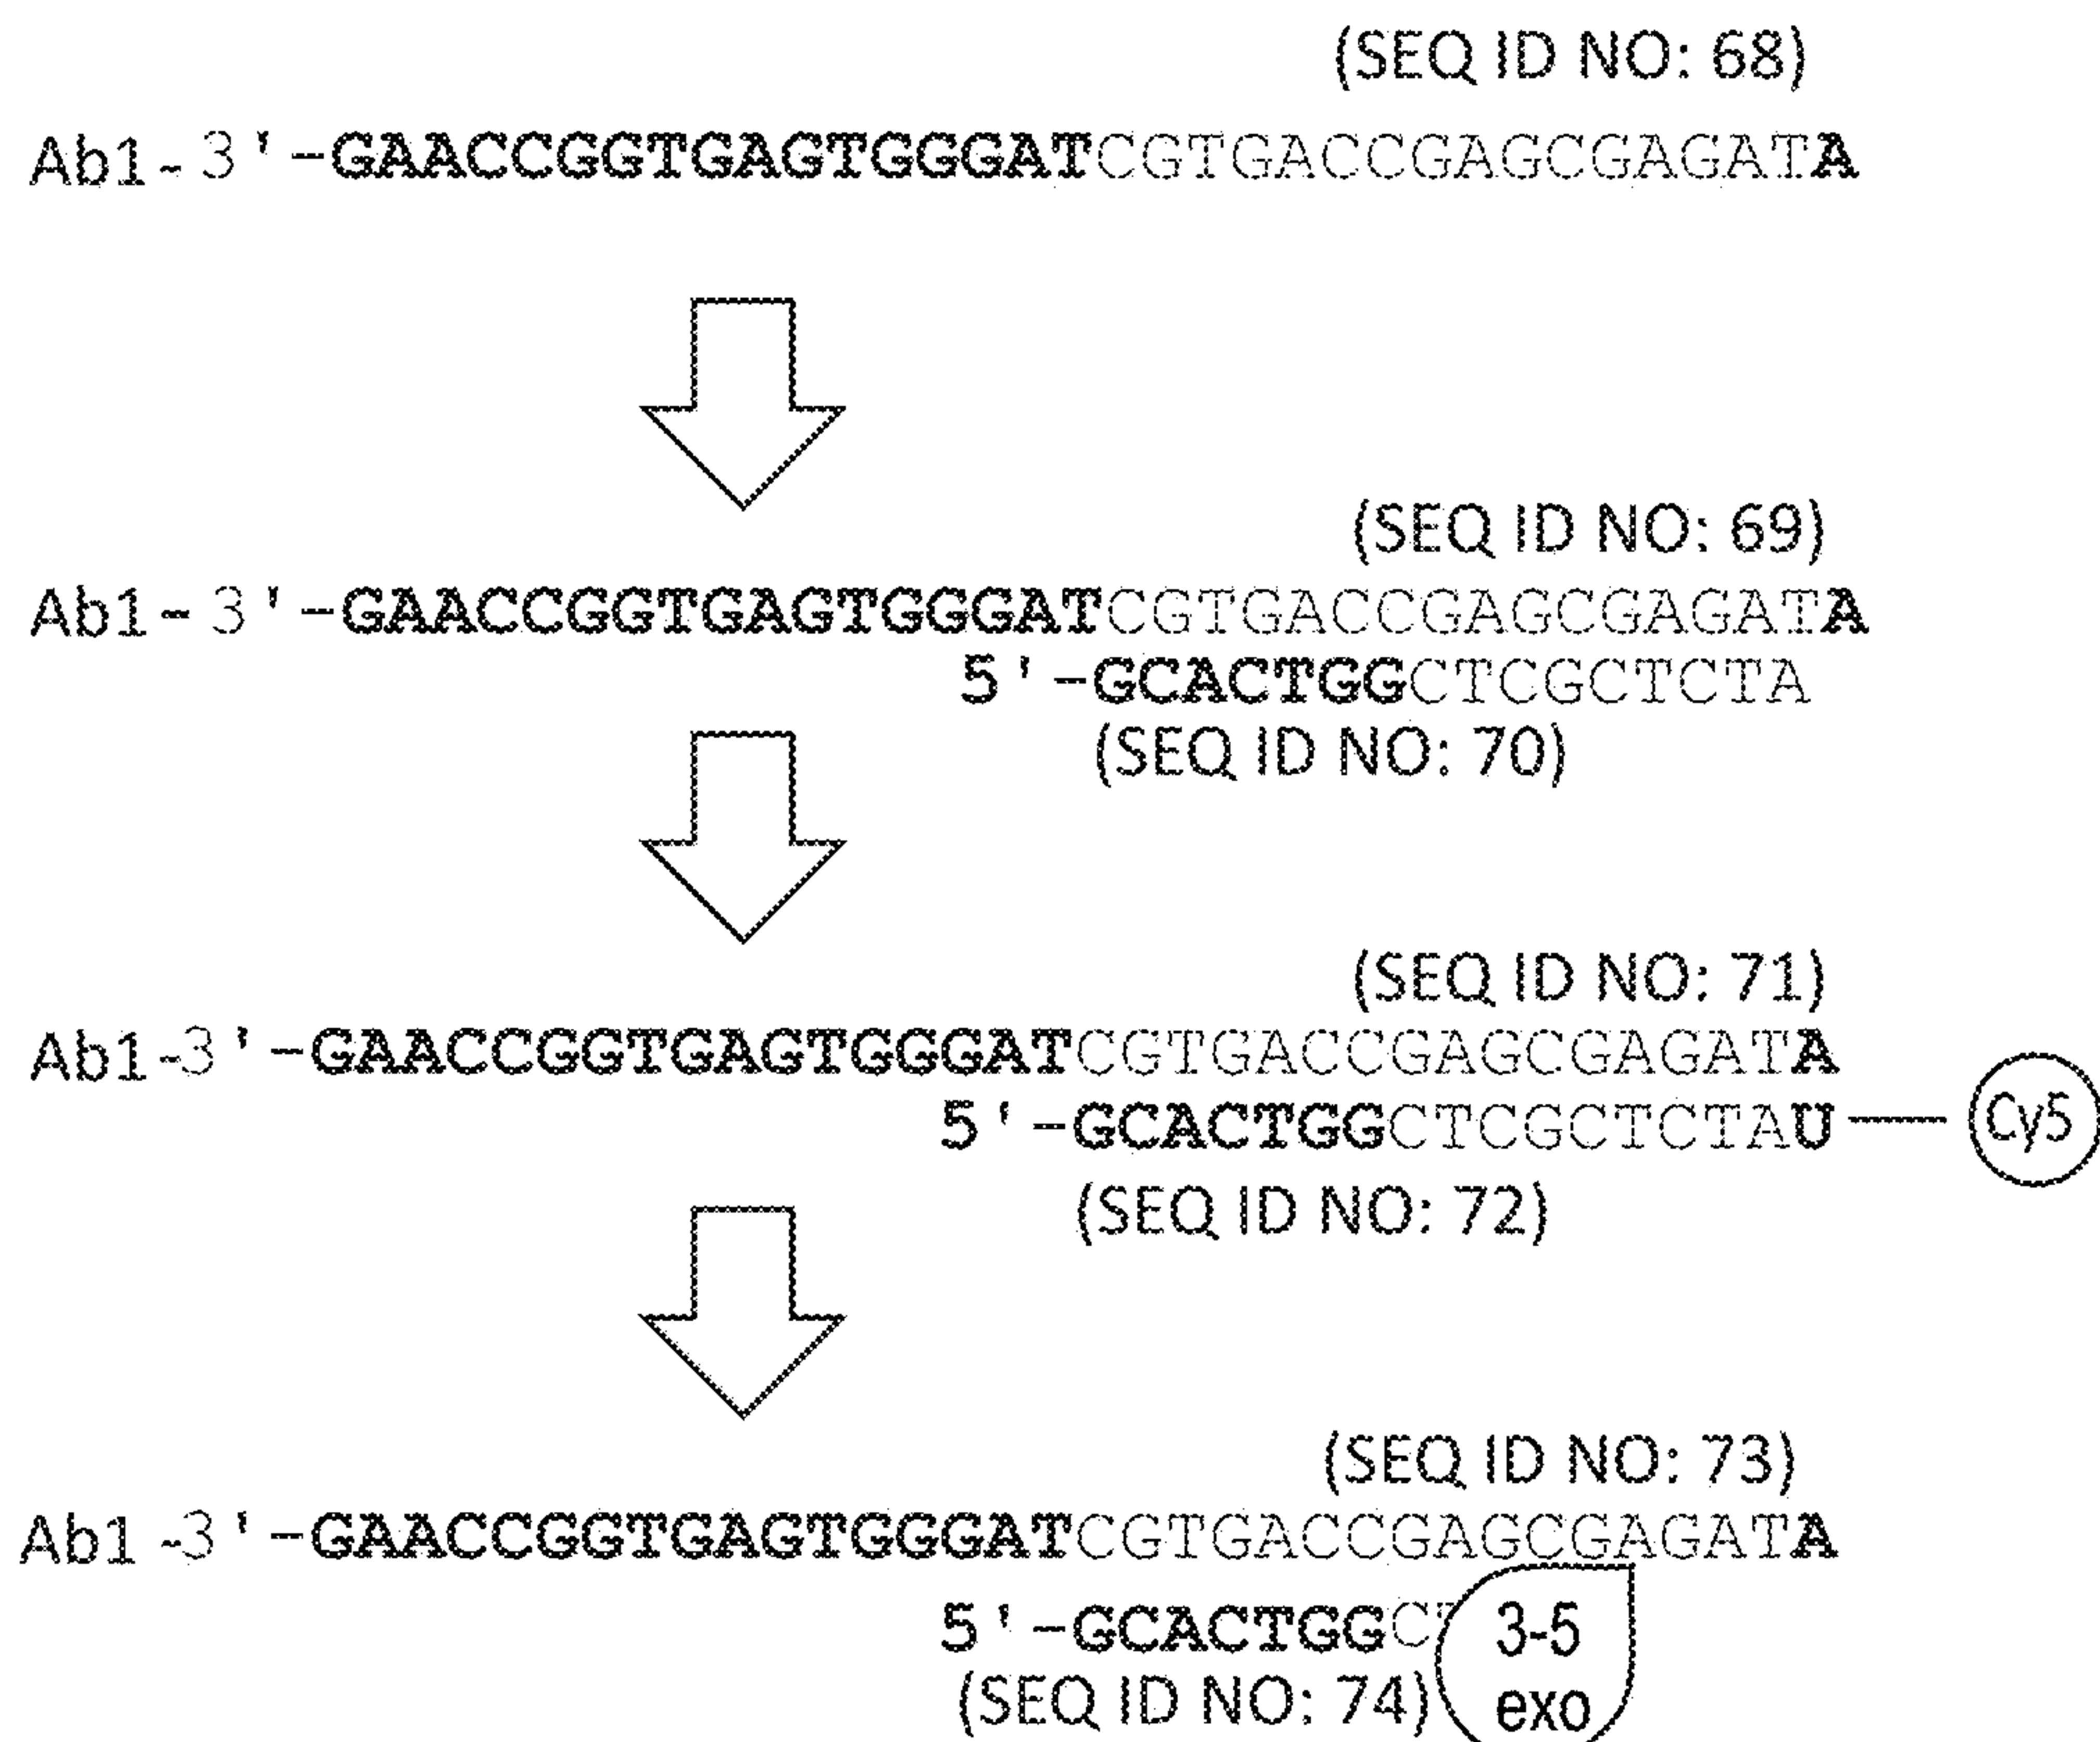 (SEQ ID NO: 68)
Ab1-3'-GAACCGGTGAGTGGGATCGTGACCGAGCGAGATA
(SEQ ID NO: 69)
Ab1-3'-GAACCGGTGAGTGGGATCGTGACCGAGCGAGATA
5'-GCACTGGCTCGCTCTA
(SEQ ID NO: 70)
(SEQ ID NO: 71)
Ab1-3'-GAACCGGTGAGTGGGATCGTGACCGAGCGAGATA
5'-GCACTGGCTCGCTCTAU — Cy5
(SEQ ID NO: 72)
(SEQ ID NO: 73)
Ab1-3'-GAACCGGTGAGTGGGATCGTGACCGAGCGAGATA
5'-GCACTGGCT 3-5
(SEQ ID NO: 74) exo